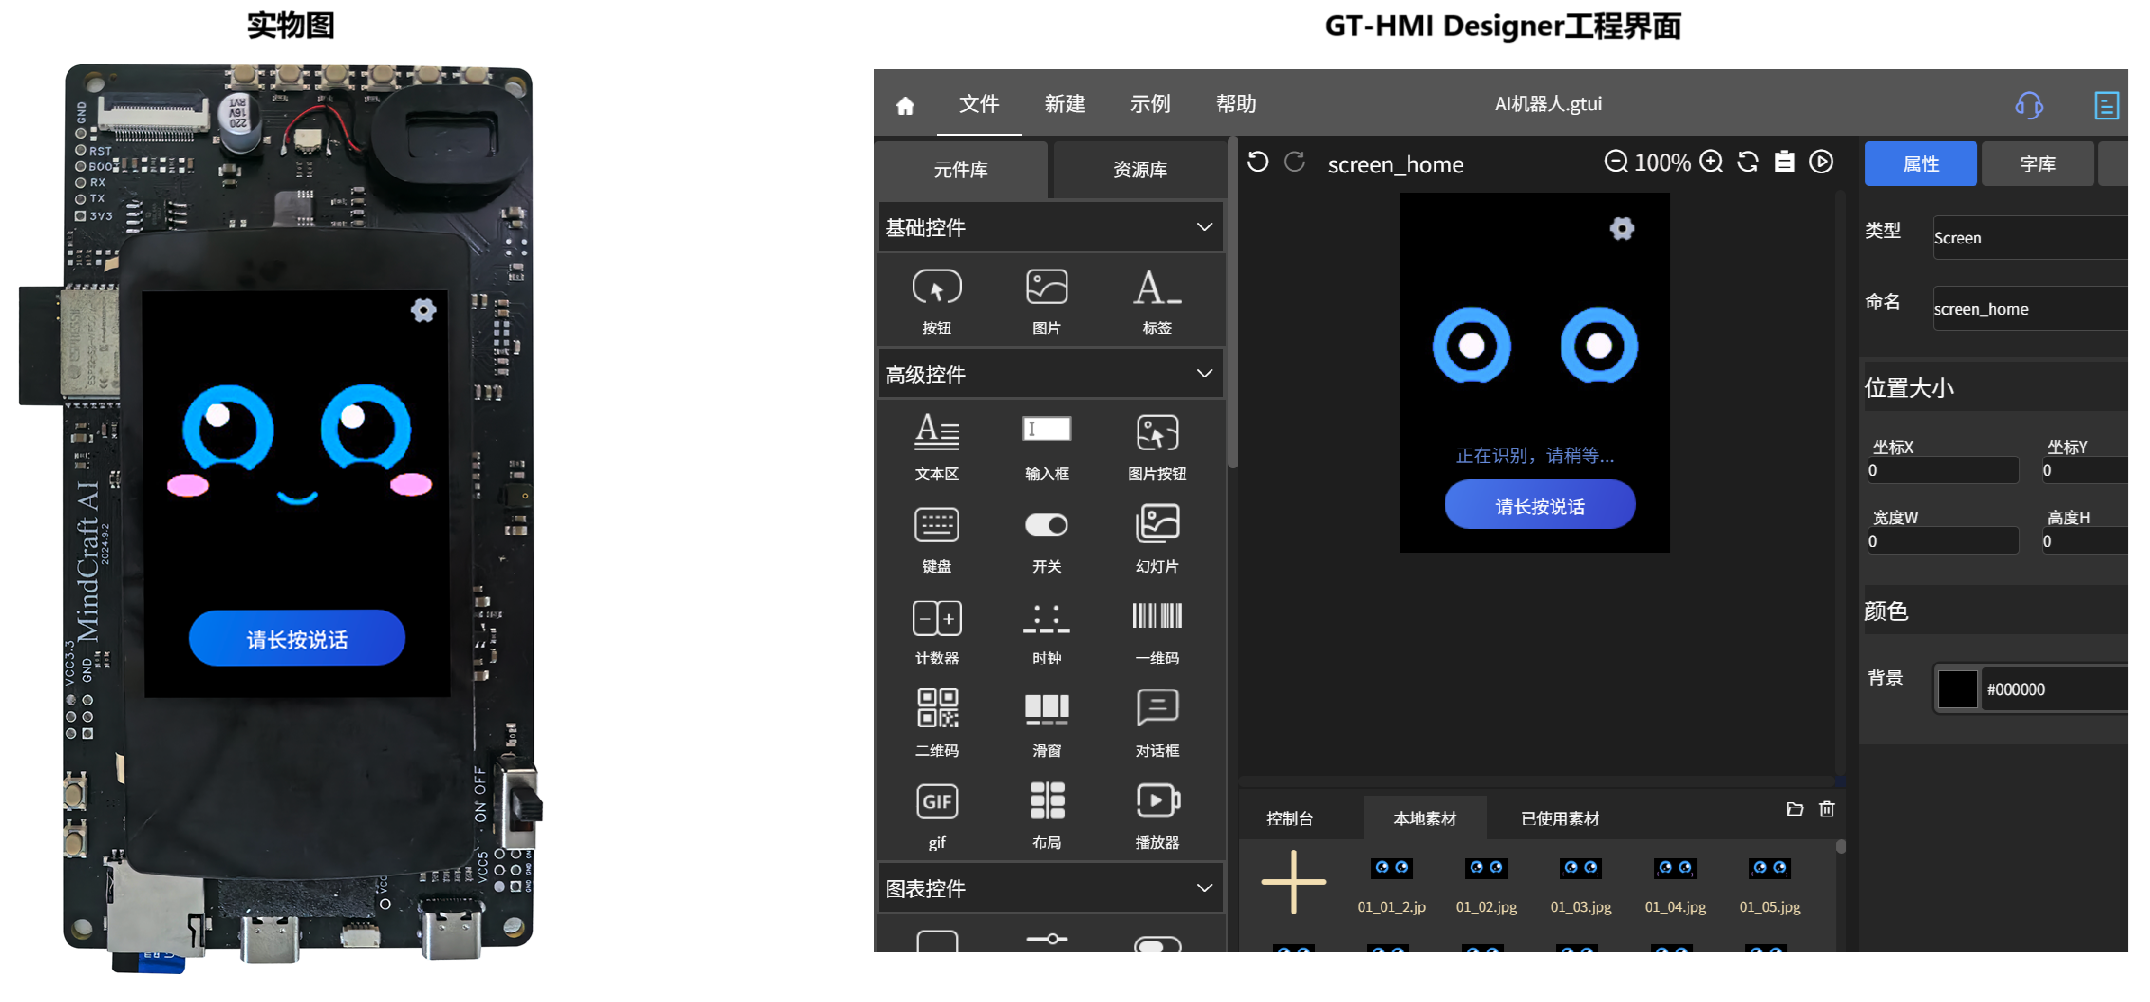 实物图
GT-HMI Designer工程界面
GND
RST
BOO
RX
TX
3V3
220
16V
RVT
请长按说话
MindCraft AI
2024.9.2
VCC3.3
GND
ON OFF
VCC5
文件
新建
示例
帮助
AI机器人.gtui
元件库
资源库
基础控件
按钮
图片
标签
高级控件
文本区
输入框
图片按钮
键盘
开关
幻灯片
计数器
时钟
一维码
二维码
滑窗
对话框
GIF
gif
布局
播放器
图表控件
screen_home
100%
正在识别，请稍等...
请长按说话
控制台
本地素材
已使用素材
01_01_2.jp
01_02.jpg
01_03.jpg
01_04.jpg
01_05.jpg
属性
字库
类型
Screen
命名
screen_home
位置大小
坐标X
坐标Y
0
0
宽度W
高度H
0
0
颜色
背景
#000000